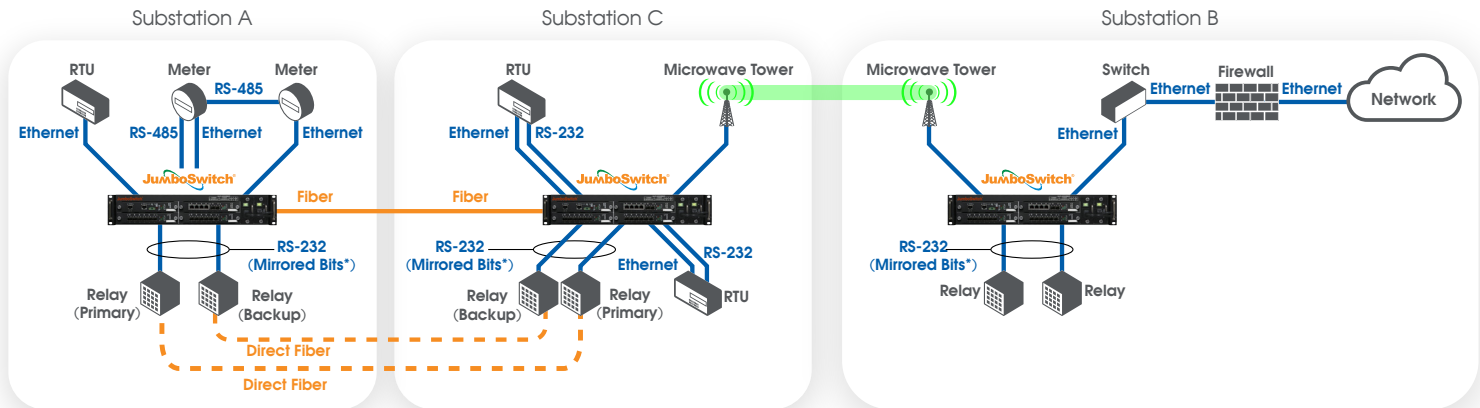 Substation A
RTU
Meter
Meter
RS-485
Ethernet
RS-485
Ethernet
Ethernet
JumboSwitch®
Fiber
RS-232
(Mirrored Bits*)
Relay
(Primary)
Relay
(Backup)
Direct Fiber
Direct Fiber
Substation C
RTU
Microwave Tower
Ethernet
RS-232
JumboSwitch®
Fiber
RS-232
(Mirrored Bits*)
Ethernet
RS-232
Relay
(Backup)
Relay
(Primary)
RTU
Substation B
Microwave Tower
Switch
Firewall
Ethernet
Ethernet
Network
Ethernet
JumboSwitch®
RS-232
(Mirrored Bits*)
Relay
Relay